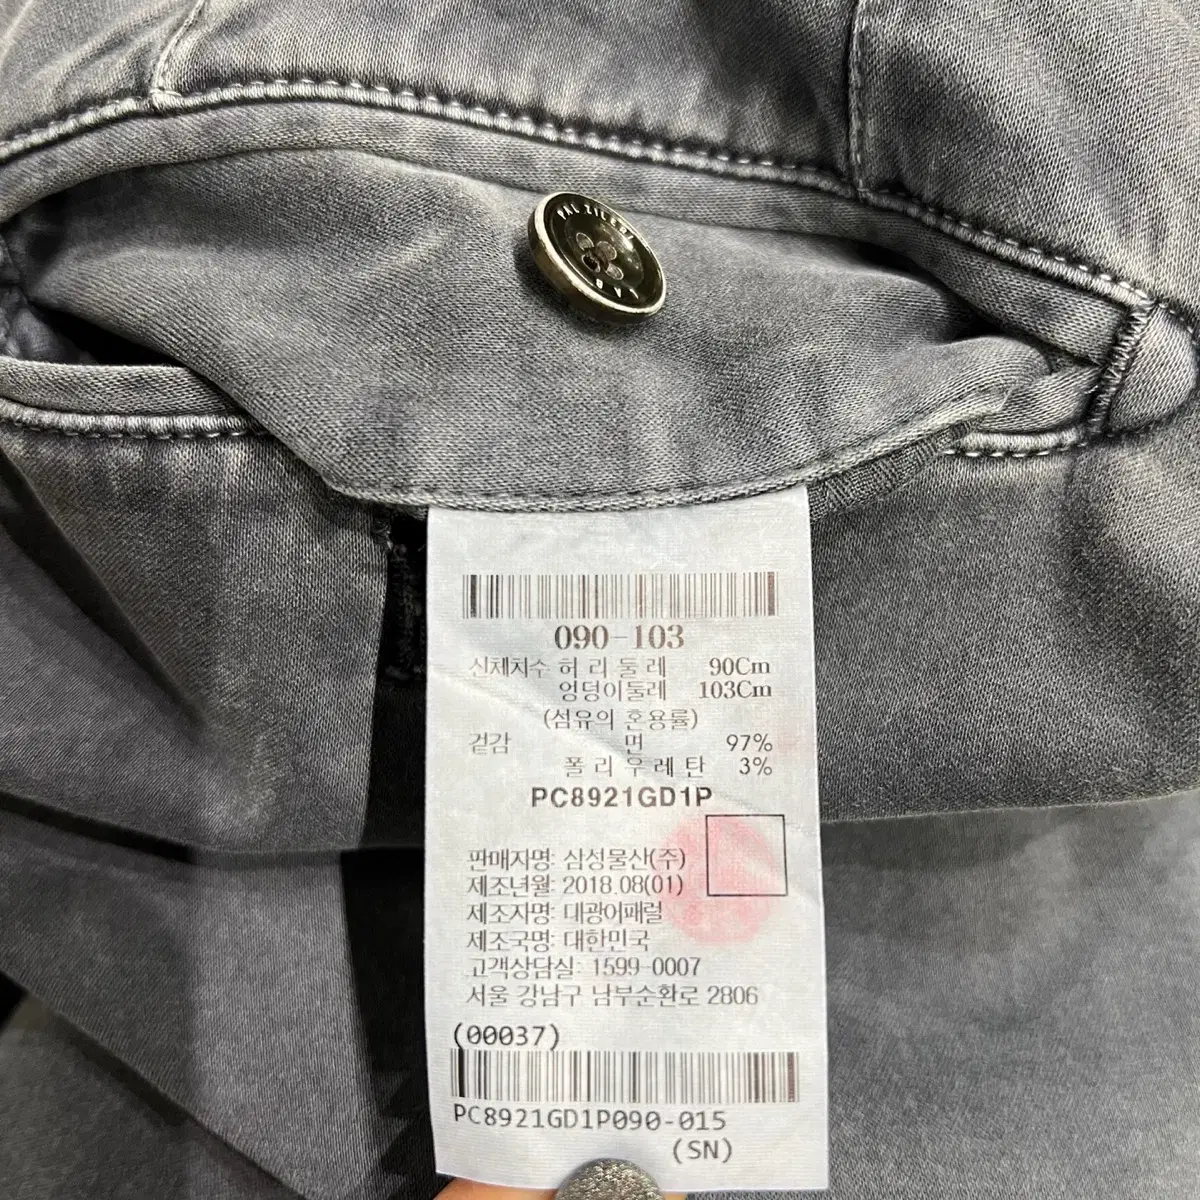 PAL ZILERI
LAB
090-103
신체치수 허 리 둘 레 90Cm
엉덩이둘레 103Cm
(섬유의 혼용률)
겉감 면 97%
폴 리 우 레 탄 3%
PC8921GD1P
판매자명: 삼성물산(주)
제조년월: 2018.08(01)
제조자명: 대광어패럴
제조국명: 대한민국
고객상담실: 1599-0007
서울 강남구 남부순환로 2806
(00037)
PC8921GD1P090-015
(SN)